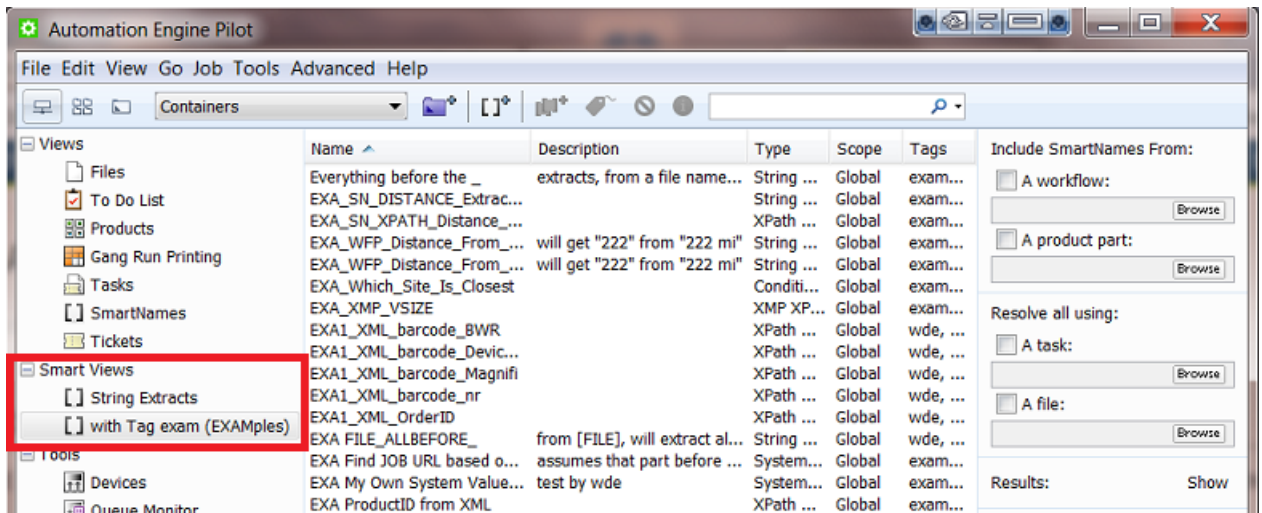 Automation Engine Pilot
File Edit View Go Job Tools Advanced Help
Containers
Views
Files
To Do List
Products
Gang Run Printing
Tasks
[ ] SmartNames
Tickets
Smart Views
[ ] String Extracts
[ ] with Tag exam (EXAMples)
Tools
Devices
Queue Monitor
Name Description Type Scope Tags
Everything before the _ extracts, from a file name... String ... Global exam...
EXA_SN_DISTANCE_Extrac... String ... Global exam...
EXA_SN_XPATH_Distance_... XPath ... Global exam...
EXA_WFP_Distance_From_... will get "222" from "222 mi" String ... Global exam...
EXA_WFP_Distance_From_... will get "222" from "222 mi" String ... Global exam...
EXA_Which_Site_Is_Closest Conditi... Global exam...
EXA_XMP_VSIZE XMP XP... Global exam...
EXA1_XML_barcode_BWR XPath ... Global wde, ...
EXA1_XML_barcode_Devic... XPath ... Global wde, ...
EXA1_XML_barcode_Magnifi XPath ... Global wde, ...
EXA1_XML_barcode_nr XPath ... Global wde, ...
EXA1_XML_OrderID XPath ... Global wde, ...
EXA FILE_ALLBEFORE_ from [FILE], will extract al... String ... Global wde, ...
EXA Find JOB URL based o... assumes that part before ... System... Global exam...
EXA My Own System Value... test by wde System... Global exam...
EXA ProductID from XML XPath ... Global exam...
Include SmartNames From:
A workflow:
Browse
A product part:
Browse
Resolve all using:
A task:
Browse
A file:
Browse
Results: Show